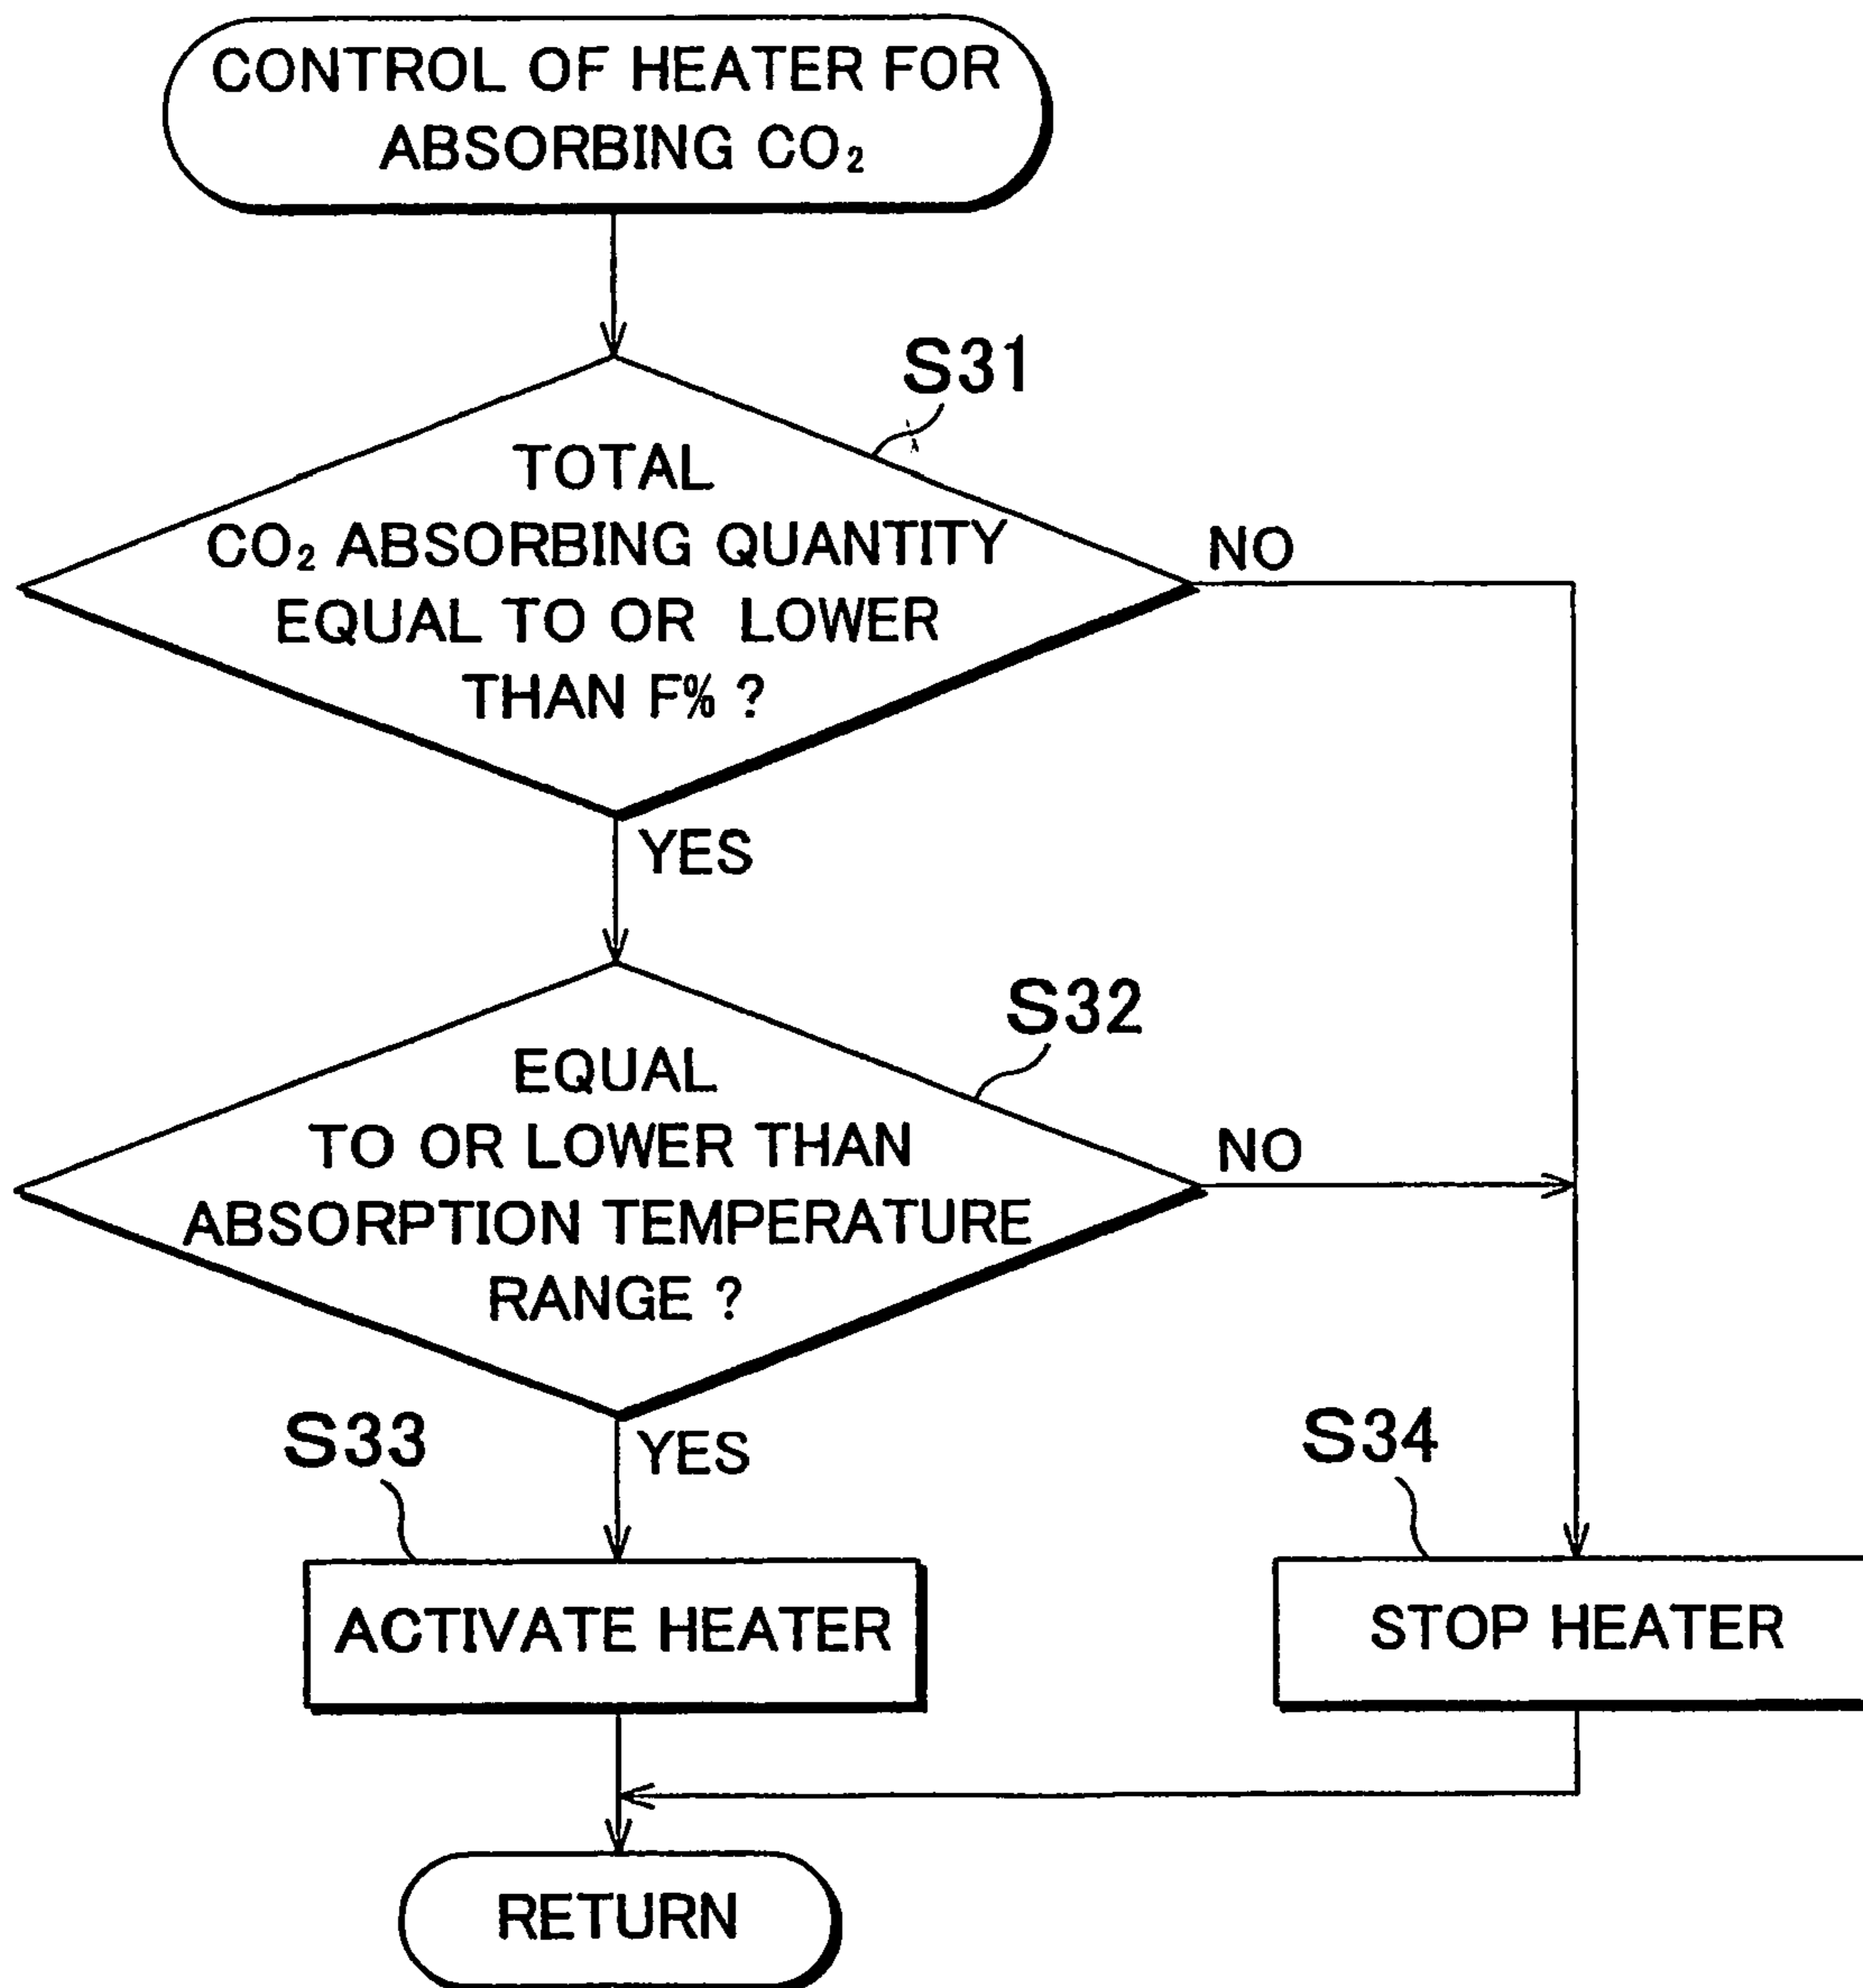 CONTROL OF HEATER FOR
ABSORBING CO₂
S31
TOTAL
CO₂ ABSORBING QUANTITY
EQUAL TO OR LOWER
THAN F% ?
NO
YES
S32
EQUAL
TO OR LOWER THAN
ABSORPTION TEMPERATURE
RANGE ?
NO
YES
S33
S34
ACTIVATE HEATER
STOP HEATER
RETURN